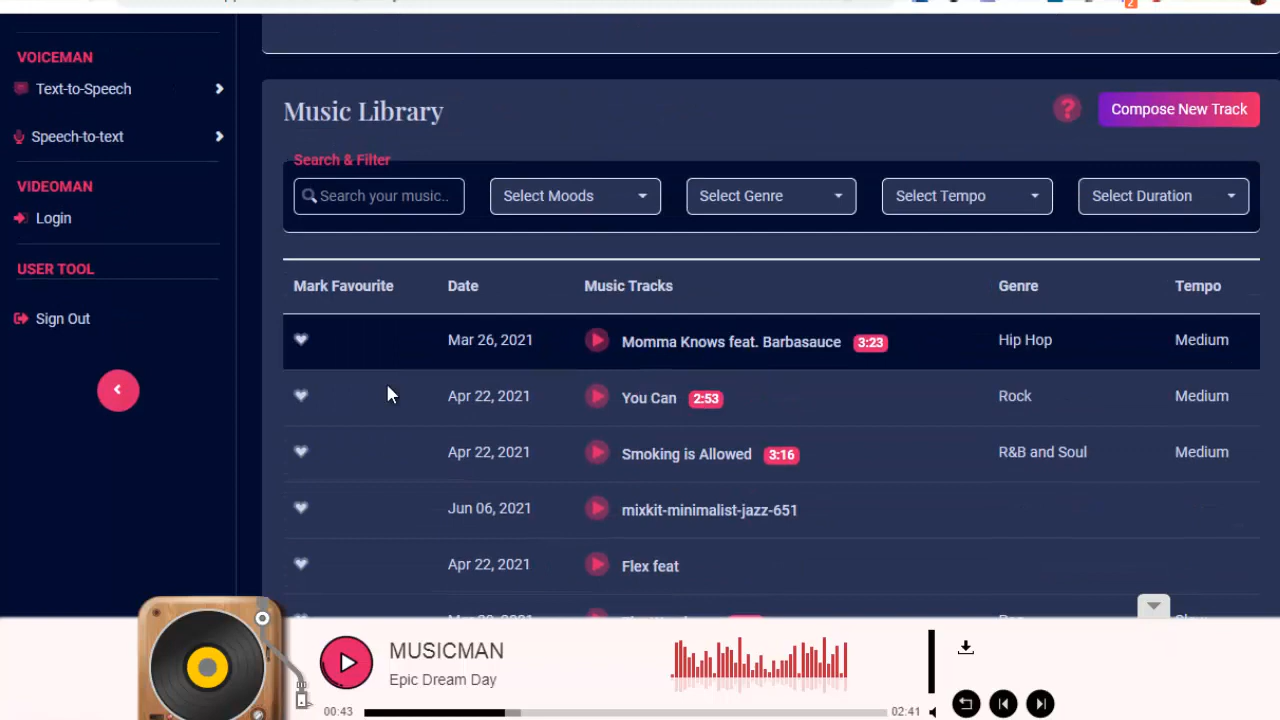 2
VOICEMAN
Text-to-Speech
Speech-to-text
VIDEOMAN
Login
USER TOOL
Sign Out
Music Library
?
Compose New Track
Search & Filter
Search your music..
Select Moods
Select Genre
Select Tempo
Select Duration
Mark Favourite Date Music Tracks Genre Tempo
Mar 26, 2021 Momma Knows feat. Barbasauce 3:23 Hip Hop Medium
Apr 22, 2021 You Can 2:53 Rock Medium
Apr 22, 2021 Smoking is Allowed 3:16 R&B and Soul Medium
Jun 06, 2021 mixkit-minimalist-jazz-651
Apr 22, 2021 Flex feat
MUSICMAN
Epic Dream Day
00:43 02:41